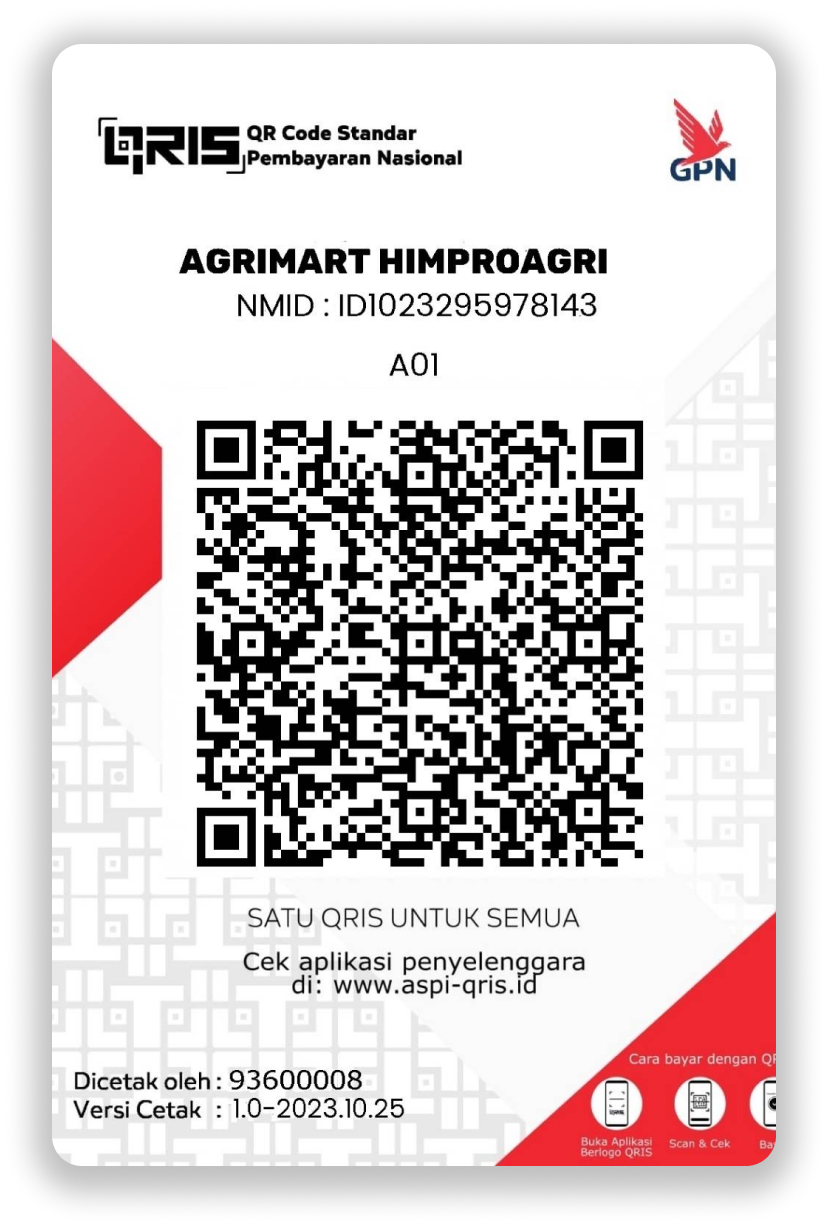 QRIS
QR Code Standar
Pembayaran Nasional
GPN
AGRIMART HIMPROAGRI
NMID : ID1023295978143
A01
SATU QRIS UNTUK SEMUA
Cek aplikasi penyelenggara
di: www.aspi-qris.id
Cara bayar dengan
Buka Aplikasi
Berlogo QRIS
Scan & Cek
Dicetak oleh : 93600008
Versi Cetak : 1.0-2023.10.25